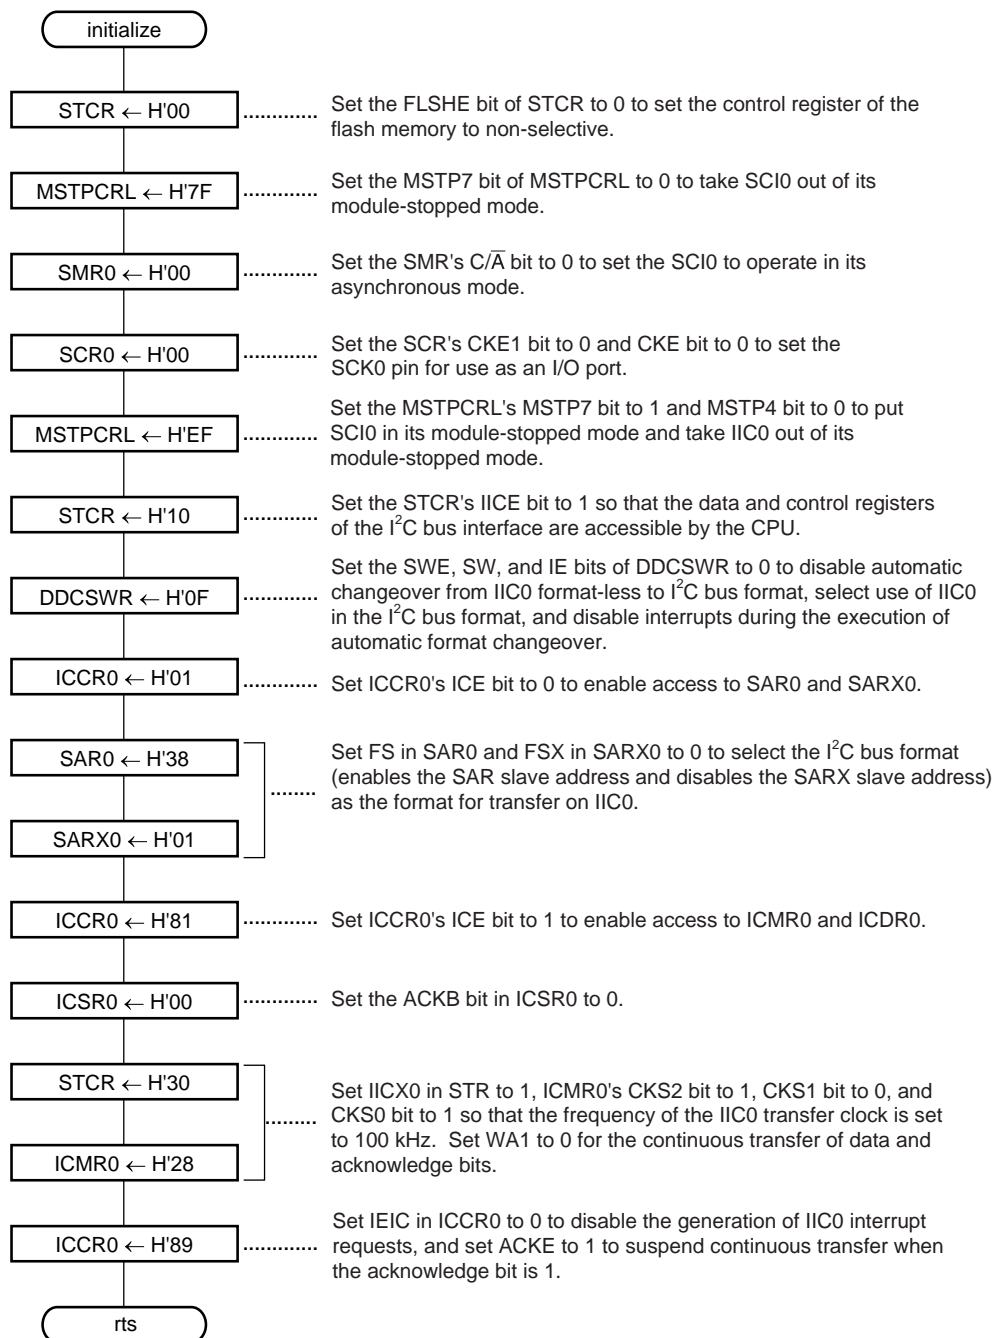 initialize
STCR ← H'00
Set the FLSHE bit of STCR to 0 to set the control register of the
flash memory to non-selective.
MSTPCRL ← H'7F
Set the MSTP7 bit of MSTPCRL to 0 to take SCI0 out of its
module-stopped mode.
SMR0 ← H'00
Set the SMR's C/A̅ bit to 0 to set the SCI0 to operate in its
asynchronous mode.
SCR0 ← H'00
Set the SCR's CKE1 bit to 0 and CKE bit to 0 to set the
SCK0 pin for use as an I/O port.
MSTPCRL ← H'EF
Set the MSTPCRL's MSTP7 bit to 1 and MSTP4 bit to 0 to put
SCI0 in its module-stopped mode and take IIC0 out of its
module-stopped mode.
STCR ← H'10
Set the STCR's IICE bit to 1 so that the data and control registers
of the I²C bus interface are accessible by the CPU.
DDCSWR ← H'0F
Set the SWE, SW, and IE bits of DDCSWR to 0 to disable automatic
changeover from IIC0 format-less to I²C bus format, select use of IIC0
in the I²C bus format, and disable interrupts during the execution of
automatic format changeover.
ICCR0 ← H'01
Set ICCR0's ICE bit to 0 to enable access to SAR0 and SARX0.
SAR0 ← H'38
SARX0 ← H'01
Set FS in SAR0 and FSX in SARX0 to 0 to select the I²C bus format
(enables the SAR slave address and disables the SARX slave address)
as the format for transfer on IIC0.
ICCR0 ← H'81
Set ICCR0's ICE bit to 1 to enable access to ICMR0 and ICDR0.
ICSR0 ← H'00
Set the ACKB bit in ICSR0 to 0.
STCR ← H'30
ICMR0 ← H'28
Set IICX0 in STR to 1, ICMR0's CKS2 bit to 1, CKS1 bit to 0, and
CKS0 bit to 1 so that the frequency of the IIC0 transfer clock is set
to 100 kHz. Set WA1 to 0 for the continuous transfer of data and
acknowledge bits.
ICCR0 ← H'89
Set IEIC in ICCR0 to 0 to disable the generation of IIC0 interrupt
requests, and set ACKE to 1 to suspend continuous transfer when
the acknowledge bit is 1.
rts